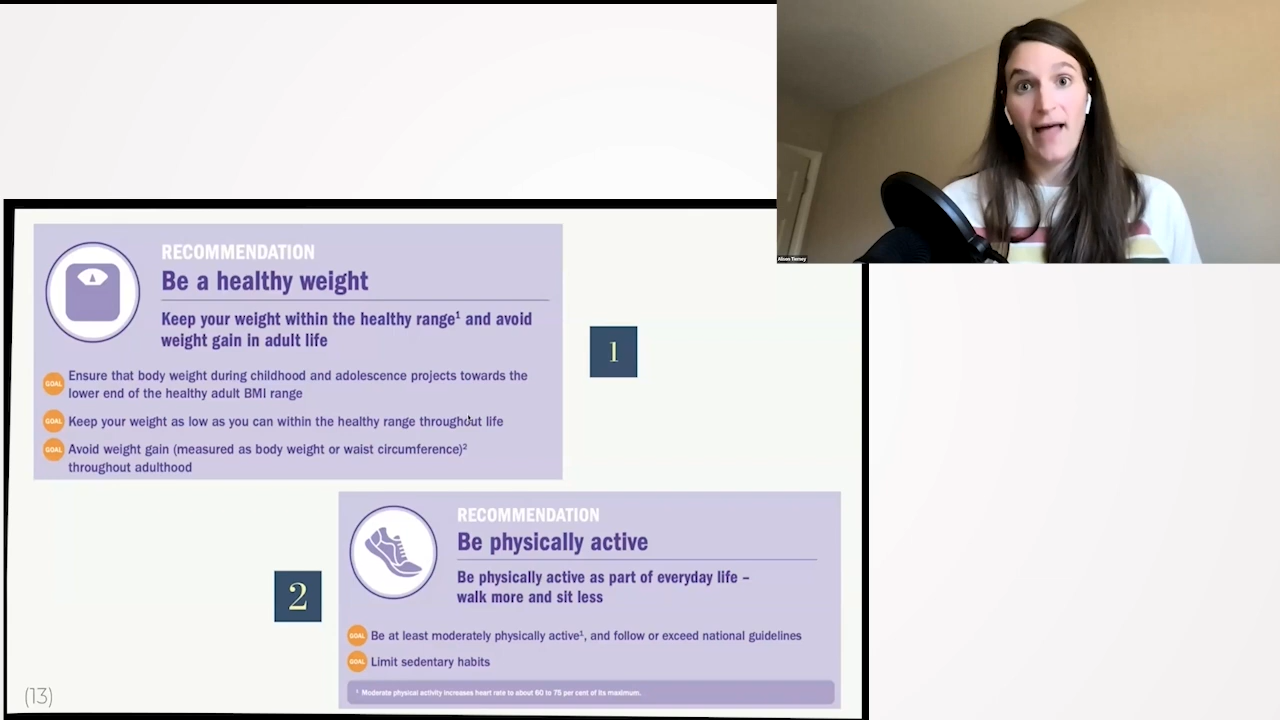 Alison Tierney
RECOMMENDATION
Be a healthy weight
Keep your weight within the healthy range¹ and avoid
weight gain in adult life
GOAL Ensure that body weight during childhood and adolescence projects towards the
lower end of the healthy adult BMI range
GOAL Keep your weight as low as you can within the healthy range throughout life
GOAL Avoid weight gain (measured as body weight or waist circumference)²
throughout adulthood
1
RECOMMENDATION
Be physically active
Be physically active as part of everyday life –
walk more and sit less
2
GOAL Be at least moderately physically active¹, and follow or exceed national guidelines
GOAL Limit sedentary habits
¹ Moderate physical activity increases heart rate to about 60 to 75 per cent of its maximum.
(13)